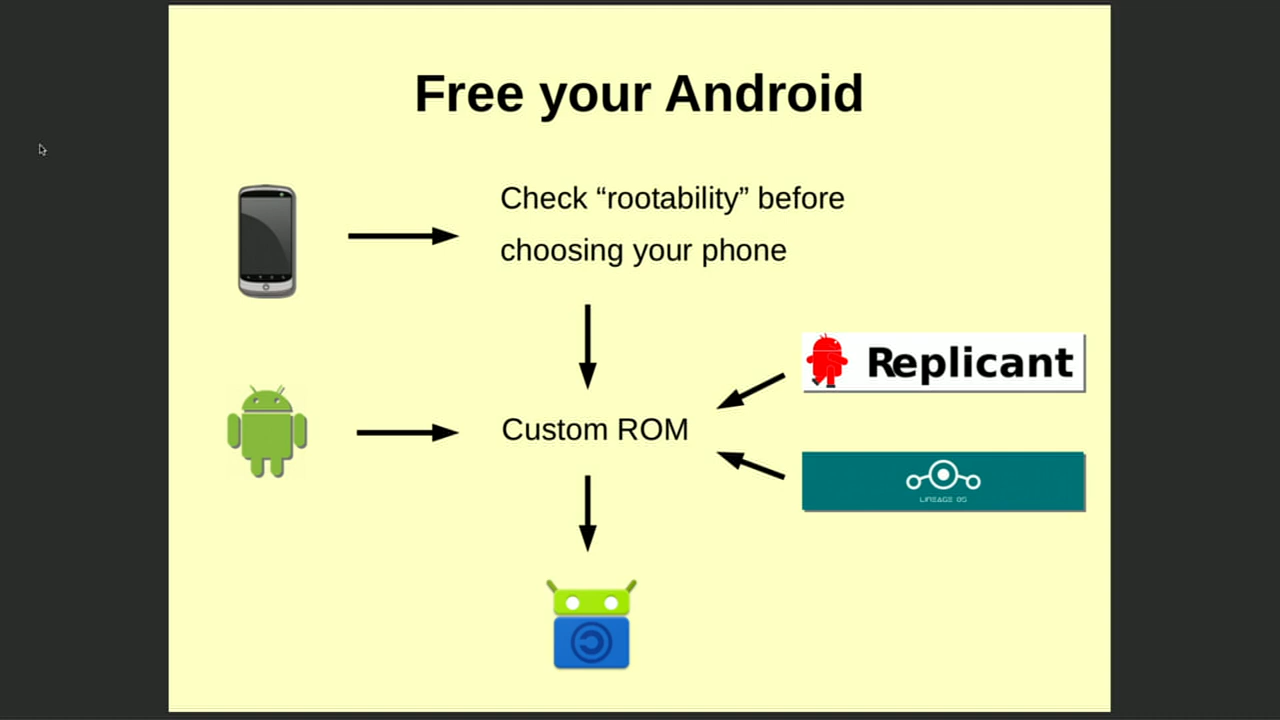 Free your Android
Check “rootability” before
choosing your phone
Replicant
Custom ROM
LINEAGE OS